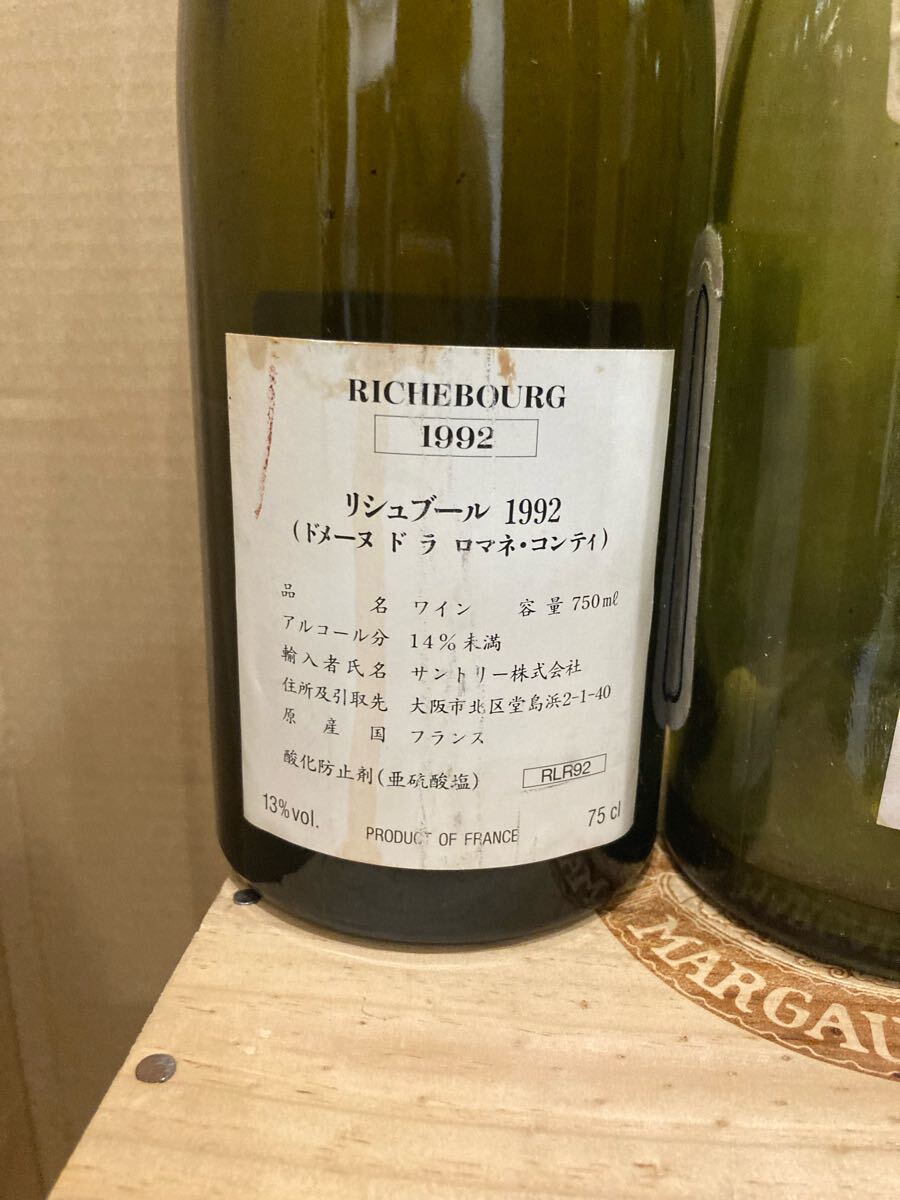 RICHEBOURG
1992
リシュブール 1992
(ドメーヌ ド ラ ロマネ・コンティ)
品 名 ワイン 容量 750mℓ
アルコール分 14%未満
輸入者氏名 サントリー株式会社
住所及引取先 大阪市北区堂島浜2-1-40
原産国 フランス
酸化防止剤(亜硫酸塩) RLR92
13%vol. PRODUCT OF FRANCE 75 cl
MARGAU